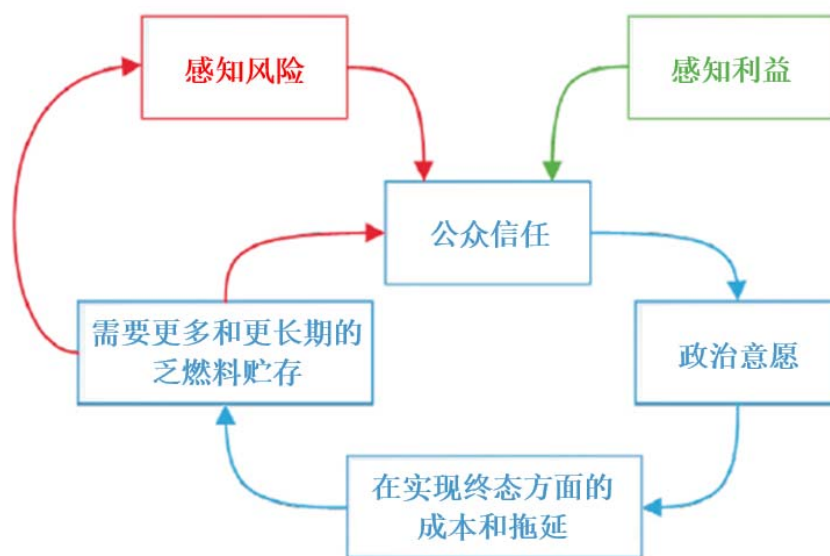 感知风险
感知利益
公众信任
需要更多和更长期的
乏燃料贮存
政治意愿
在实现终态方面的
成本和拖延